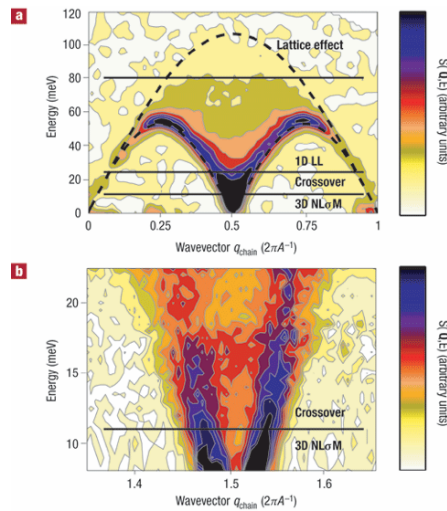 a
120
100
80
60
40
20
0
Energy (meV)
Lattice effect
1D LL
Crossover
3D NLσM
0 0.25 0.5 0.75 1
Wavevector q chain (2πA⁻¹)
S(Q,E) (arbitrary units)
b
20
15
10
Energy (meV)
Crossover
3D NLσM
1.4 1.5 1.6
Wavevector q chain (2πA⁻¹)
S(Q,E) (arbitrary units)